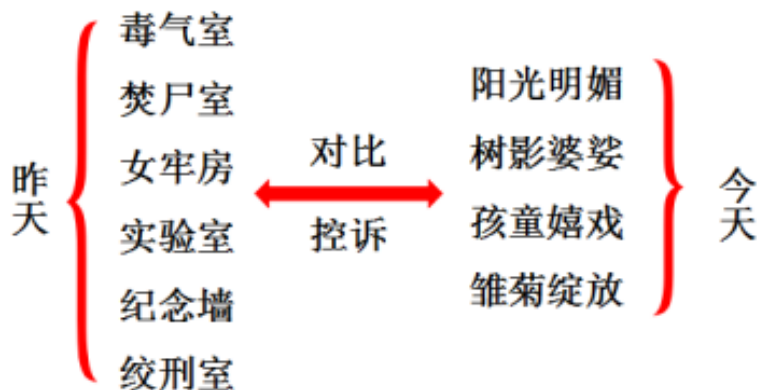 昨天
毒气室
焚尸室
女牢房
实验室
纪念墙
绞刑室
对比
控诉
阳光明媚
树影婆娑
孩童嬉戏
雏菊绽放
今天